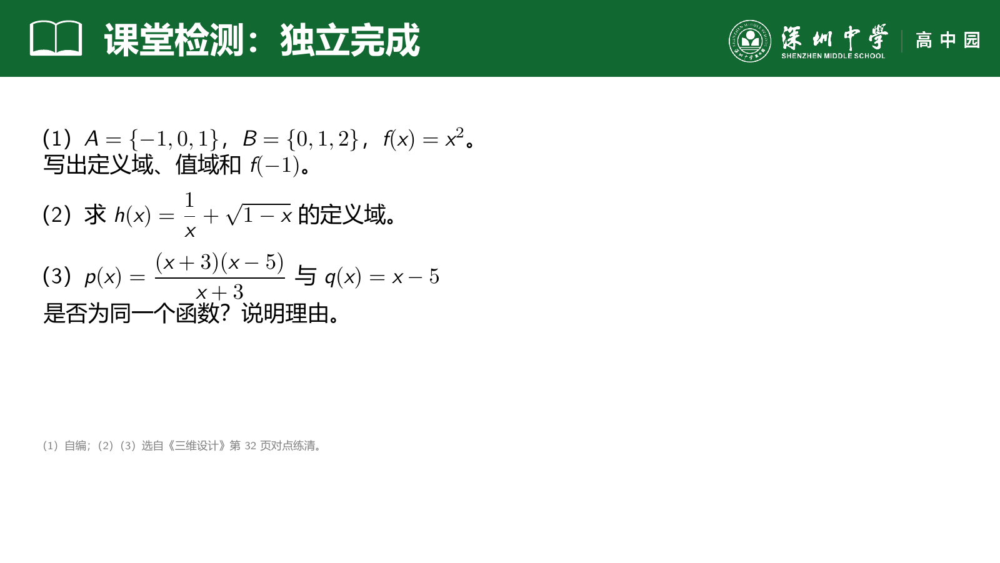 课堂检测：独立完成
深圳中學
SHENZHEN MIDDLE SCHOOL
高中园
（1）A = {−1, 0, 1}，B = {0, 1, 2}，f(x) = x²。
写出定义域、值域和 f(−1)。
（2）求 h(x) = 1/x + √(1 − x) 的定义域。
（3）p(x) = (x + 3)(x − 5)/(x + 3) 与 q(x) = x − 5
是否为同一个函数？说明理由。
（1）自编；（2）（3）选自《三维设计》第 32 页对点练清。